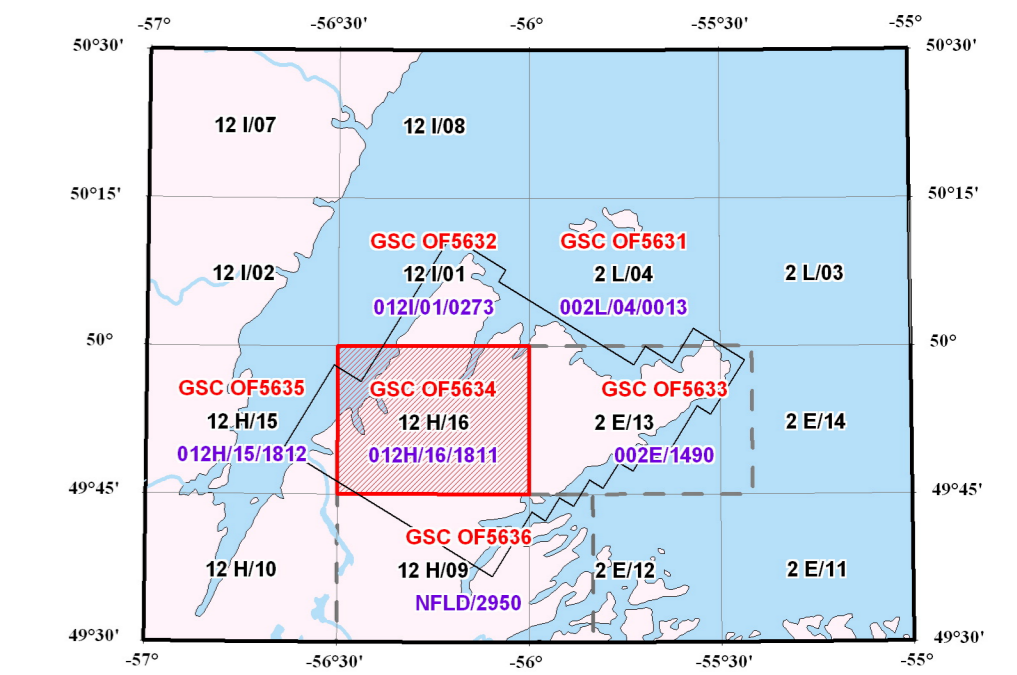 -57° -56°30' -56° -55°30' -55°
50°30' 50°30'
12 I/07 12 I/08
50°15' 50°15'
GSC OF5632 GSC OF5631
12 I/02 12 I/01 2 L/04 2 L/03
012I/01/0273 002L/04/0013
50° 50°
GSC OF5635 GSC OF5634 GSC OF5633
12 H/15 12 H/16 2 E/13 2 E/14
012H/15/1812 012H/16/1811 002E/1490
49°45' 49°45'
GSC OF5636
12 H/10 12 H/09 2 E/12 2 E/11
NFLD/2950
49°30' 49°30'
-57° -56°30' -56° -55°30' -55°